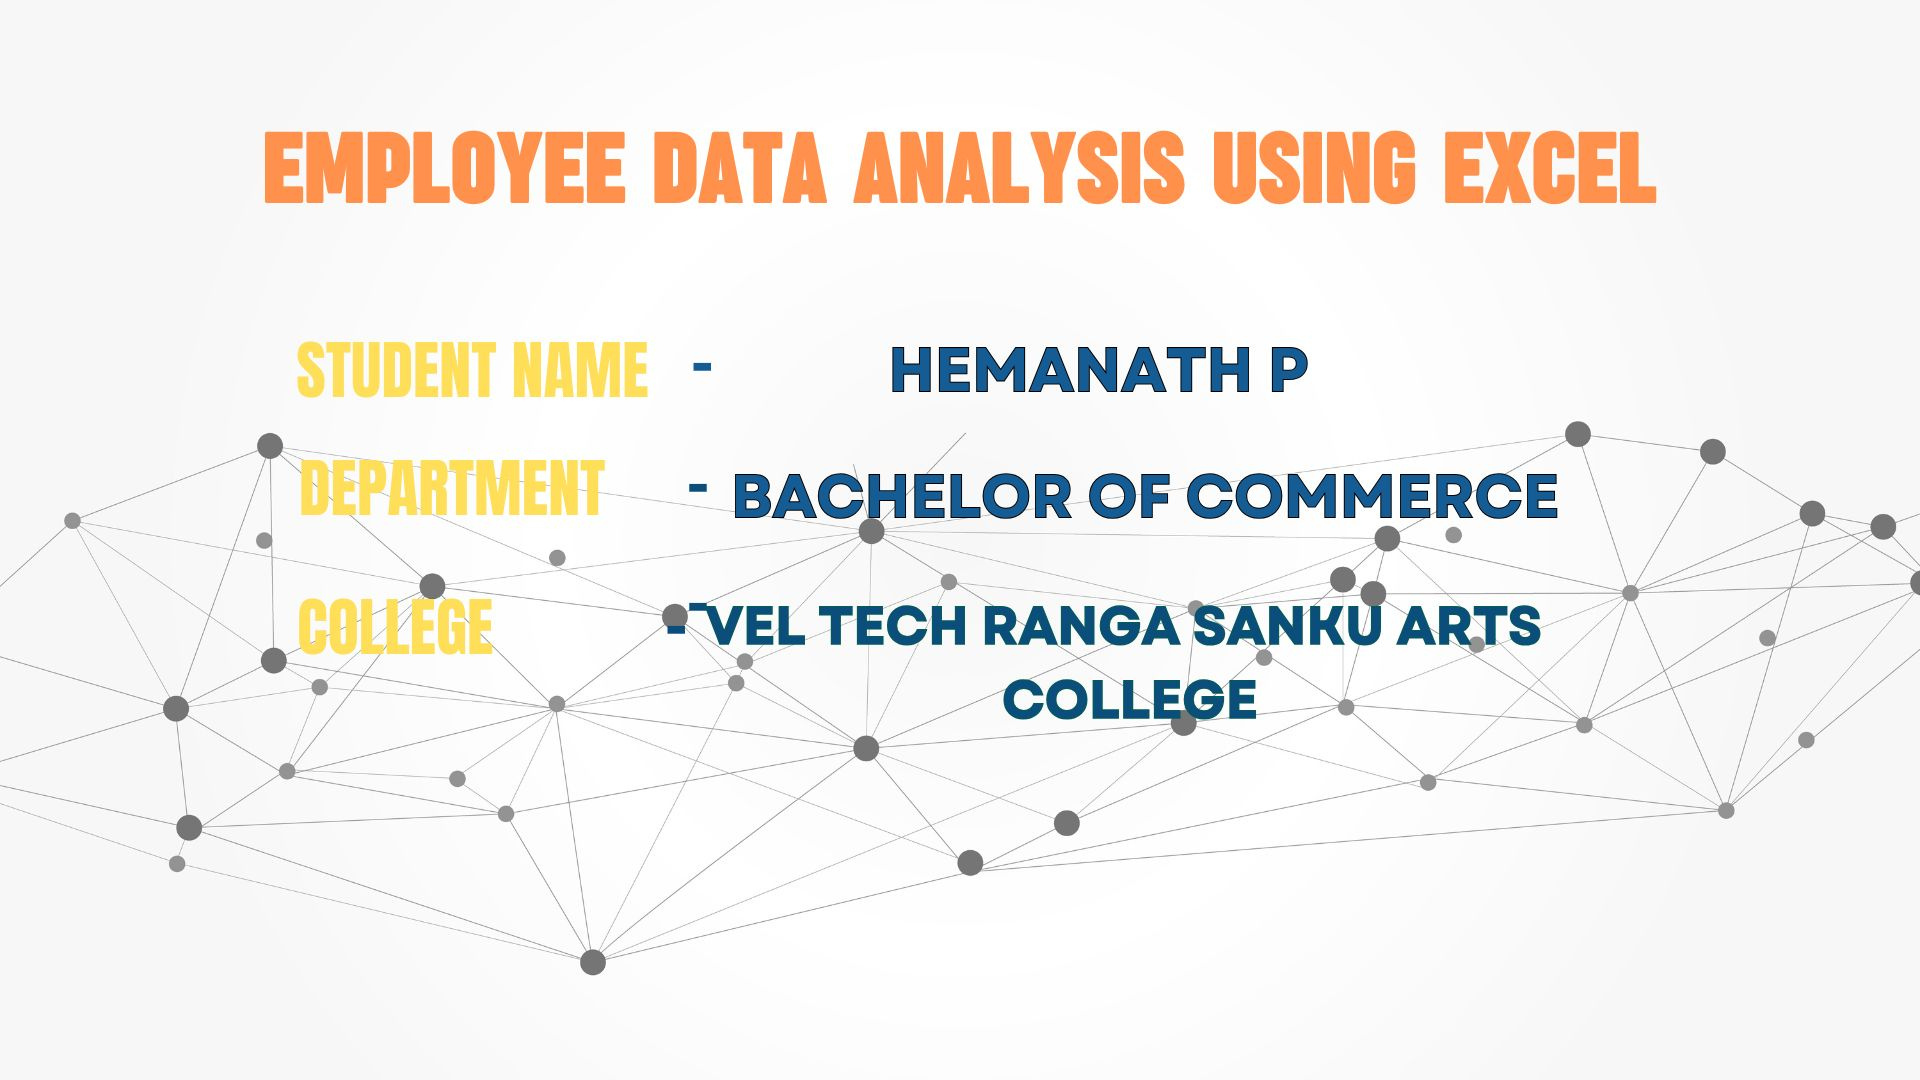 EMPLOYEE DATA ANALYSIS USING EXCEL
STUDENT NAME - HEMANATH P
DEPARTMENT - BACHELOR OF COMMERCE
COLLEGE - - VEL TECH RANGA SANKU ARTS
COLLEGE